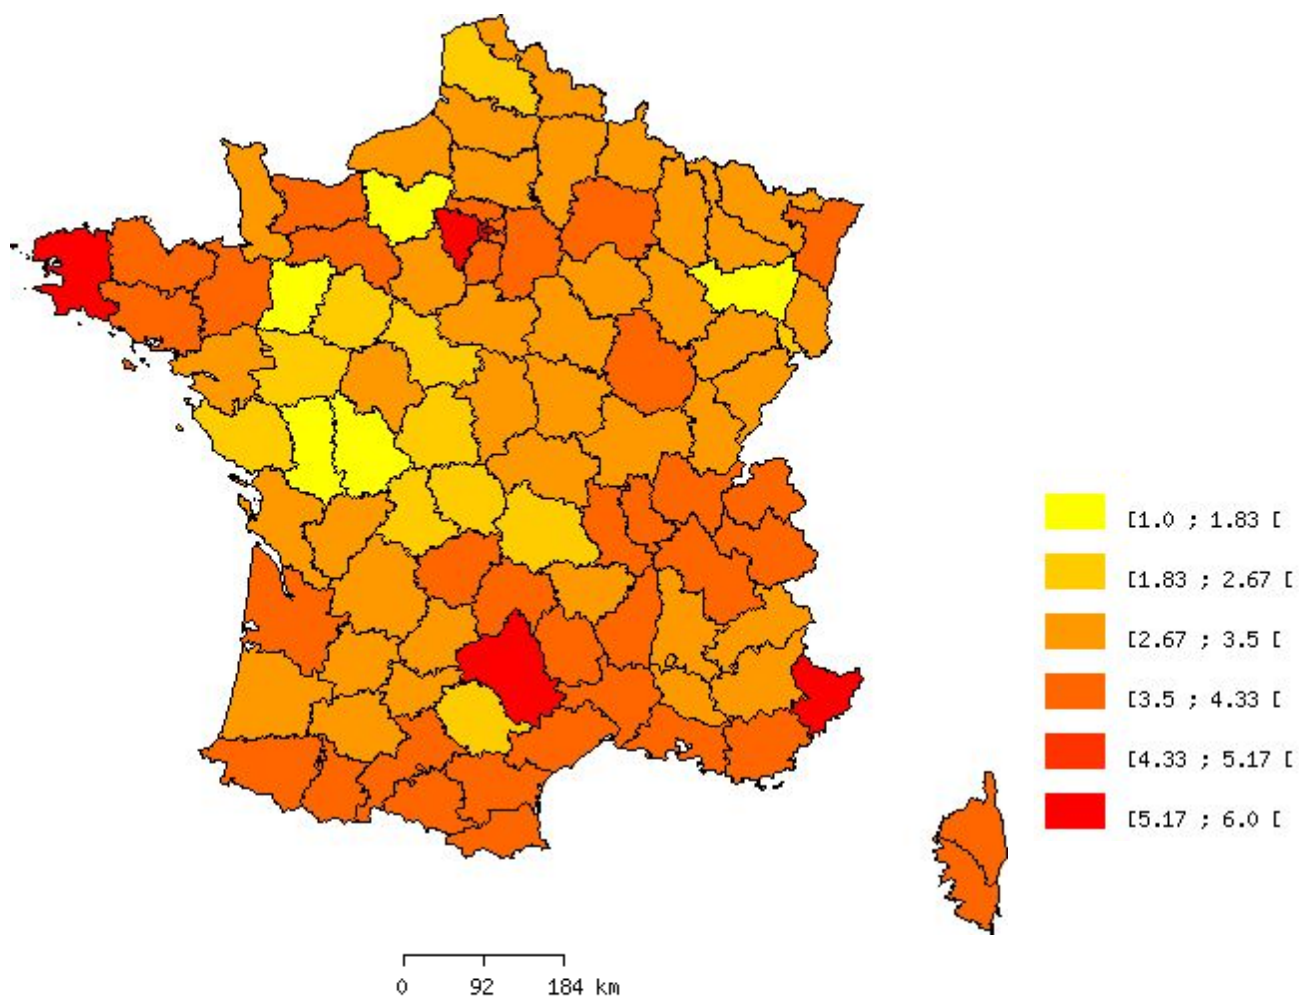 [1.0 ; 1.83 [
[1.83 ; 2.67 [
[2.67 ; 3.5 [
[3.5 ; 4.33 [
[4.33 ; 5.17 [
[5.17 ; 6.0 [
0 92 184 km